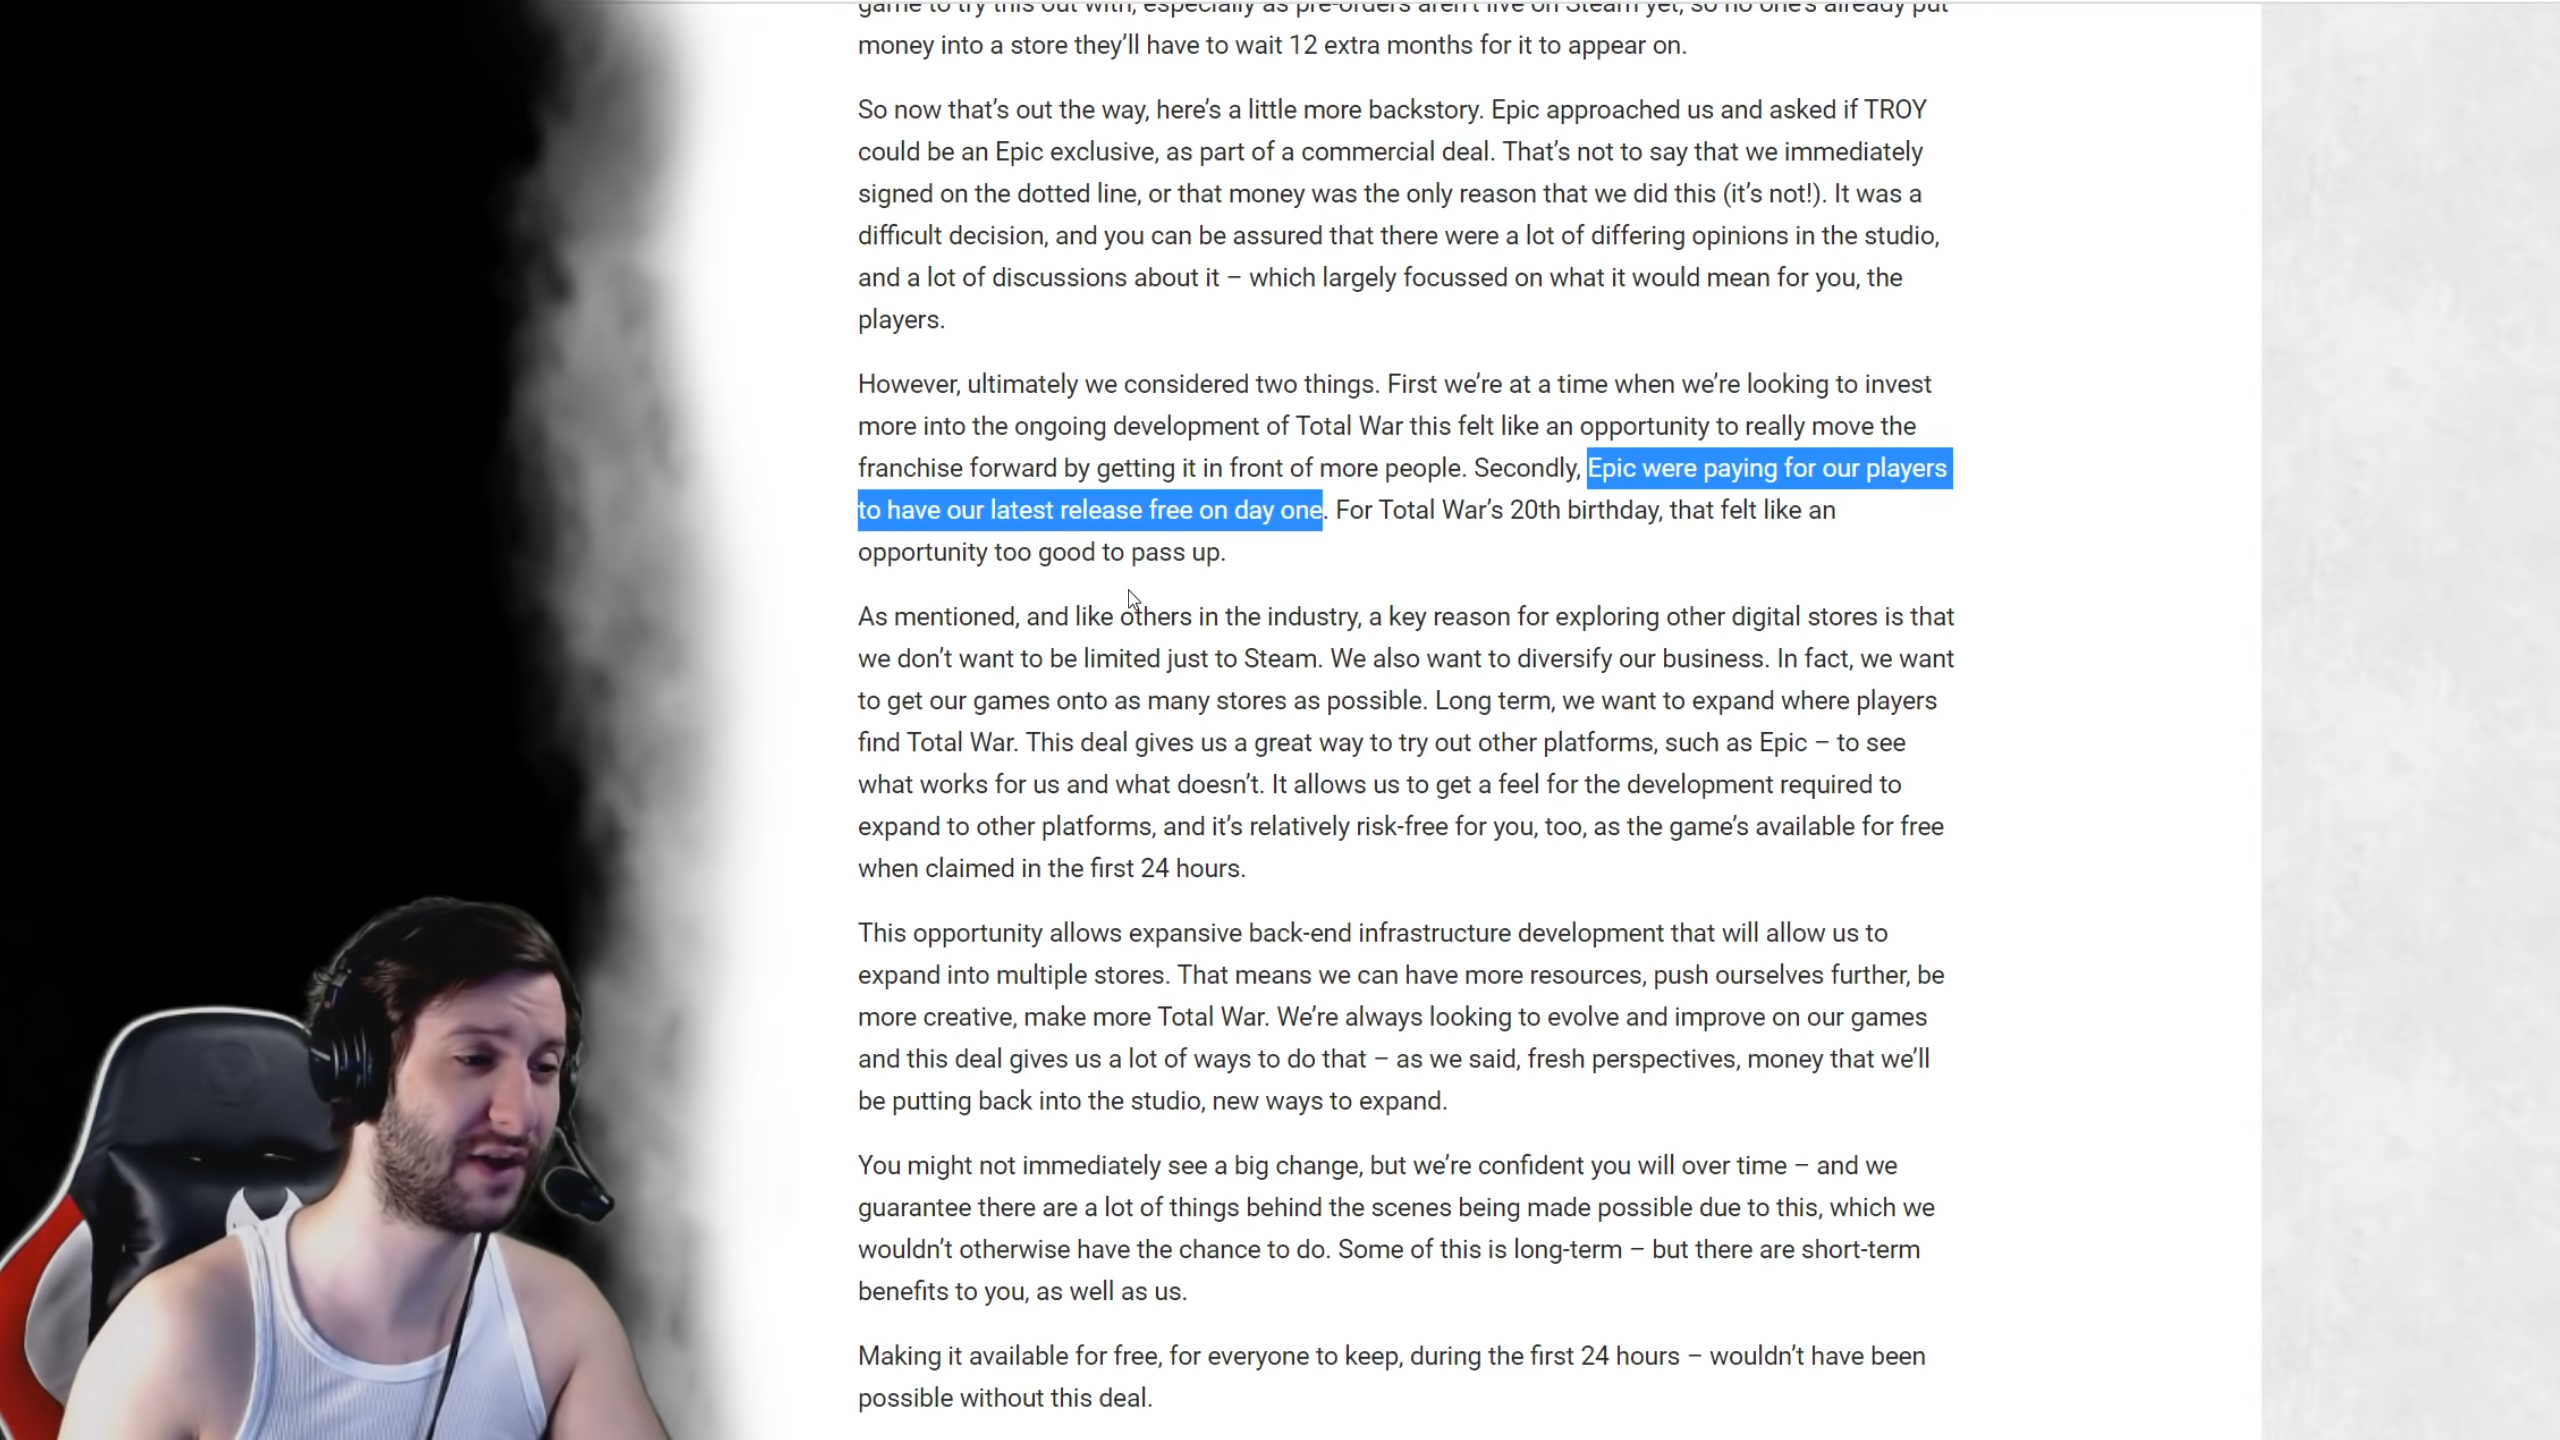 game to try this out with, especially as pre-orders aren't live on Steam yet, so no one's already put
money into a store they'll have to wait 12 extra months for it to appear on.
So now that's out the way, here's a little more backstory. Epic approached us and asked if TROY
could be an Epic exclusive, as part of a commercial deal. That's not to say that we immediately
signed on the dotted line, or that money was the only reason that we did this (it's not!). It was a
difficult decision, and you can be assured that there were a lot of differing opinions in the studio,
and a lot of discussions about it – which largely focussed on what it would mean for you, the
players.
However, ultimately we considered two things. First we're at a time when we're looking to invest
more into the ongoing development of Total War this felt like an opportunity to really move the
franchise forward by getting it in front of more people. Secondly, Epic were paying for our players
to have our latest release free on day one. For Total War's 20th birthday, that felt like an
opportunity too good to pass up.
As mentioned, and like others in the industry, a key reason for exploring other digital stores is that
we don't want to be limited just to Steam. We also want to diversify our business. In fact, we want
to get our games onto as many stores as possible. Long term, we want to expand where players
find Total War. This deal gives us a great way to try out other platforms, such as Epic – to see
what works for us and what doesn't. It allows us to get a feel for the development required to
expand to other platforms, and it's relatively risk-free for you, too, as the game's available for free
when claimed in the first 24 hours.
This opportunity allows expansive back-end infrastructure development that will allow us to
expand into multiple stores. That means we can have more resources, push ourselves further, be
more creative, make more Total War. We're always looking to evolve and improve on our games
and this deal gives us a lot of ways to do that – as we said, fresh perspectives, money that we'll
be putting back into the studio, new ways to expand.
You might not immediately see a big change, but we're confident you will over time – and we
guarantee there are a lot of things behind the scenes being made possible due to this, which we
wouldn't otherwise have the chance to do. Some of this is long-term – but there are short-term
benefits to you, as well as us.
Making it available for free, for everyone to keep, during the first 24 hours – wouldn't have been
possible without this deal.